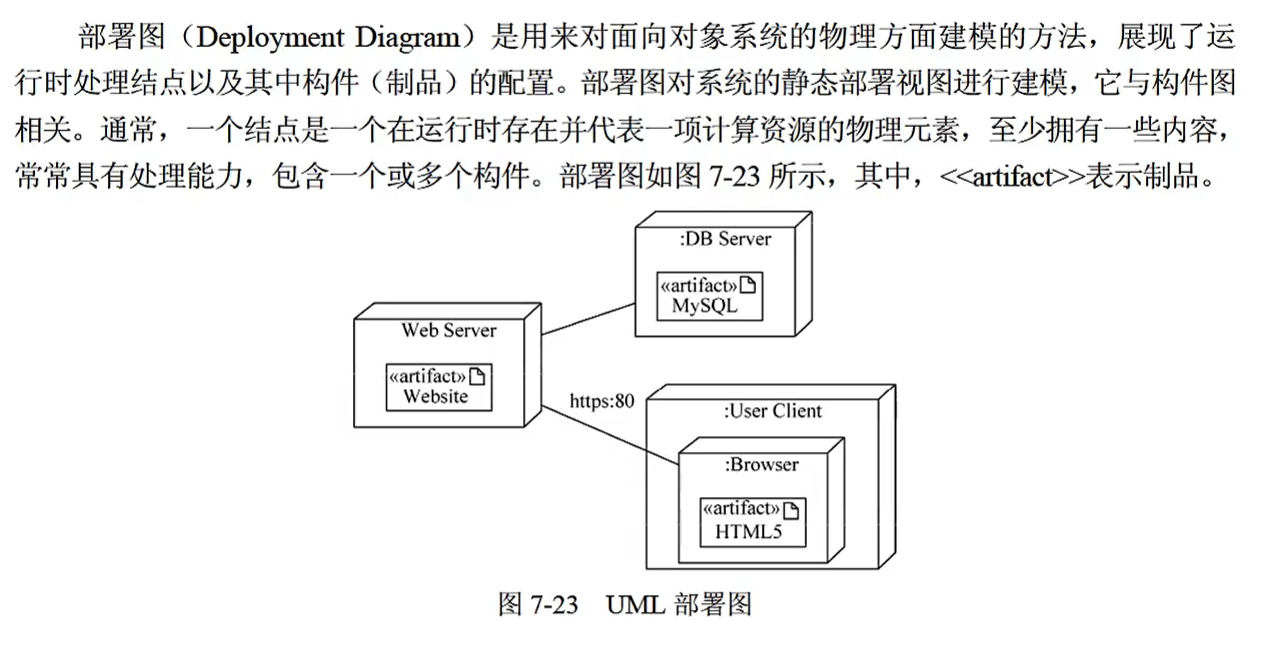 部署图（Deployment Diagram）是用来对面向对象系统的物理方面建模的方法，展现了运
行时处理结点以及其中构件（制品）的配置。部署图对系统的静态部署视图进行建模，它与构件图
相关。通常，一个结点是一个在运行时存在并代表一项计算资源的物理元素，至少拥有一些内容，
常常具有处理能力，包含一个或多个构件。部署图如图 7-23 所示，其中，<<artifact>>表示制品。
:DB Server
«artifact»
MySQL
Web Server
«artifact»
Website
https:80
:User Client
:Browser
«artifact»
HTML5
图 7-23 UML 部署图